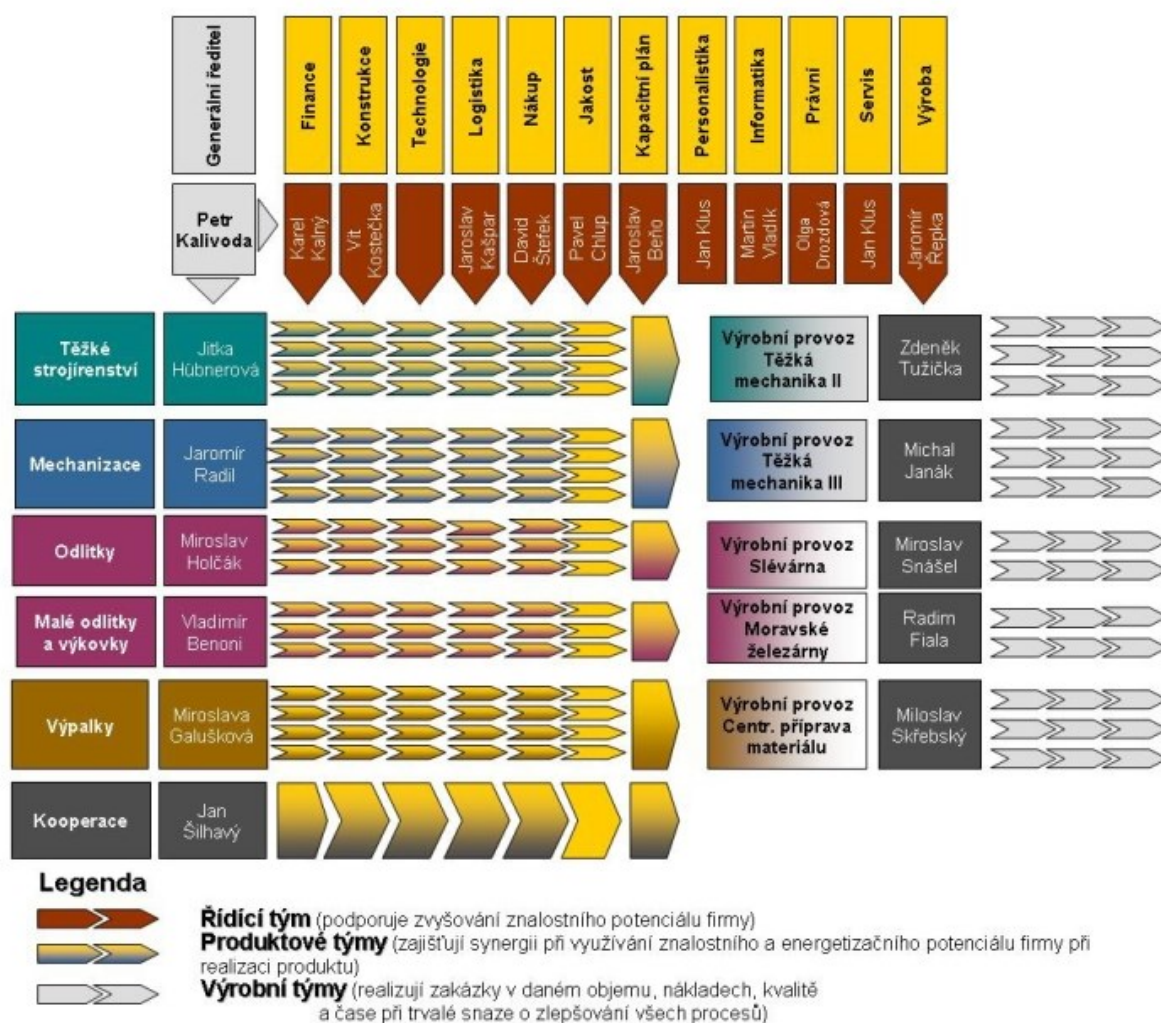 Generální ředitel
Finance
Konstrukce
Technologie
Logistika
Nákup
Jakost
Kapacitní plán
Personalistika
Informatika
Právní
Servis
Výroba
Petr
Kalivoda
Karel
Kalný
Vít
Kostečka
Jaroslav
Kašpar
David
Štefek
Pavel
Chlup
Jaroslav
Beňo
Jan Klus
Martin
Vladík
Olga
Drozdová
Jan Klus
Jaromír
Řepka
Těžké
strojírenství
Jitka
Hübnerová
Výrobní provoz
Těžká
mechanika II
Zdeněk
Tužička
Mechanizace
Jaromír
Radil
Výrobní provoz
Těžká
mechanika III
Michal
Janák
Odlitky
Miroslav
Holčák
Výrobní provoz
Slévárna
Miroslav
Snášel
Malé odlitky
a výkovky
Vladimír
Benoni
Výrobní provoz
Moravské
železárny
Radim
Fiala
Výpalky
Miroslava
Galušková
Výrobní provoz
Centr. příprava
materiálu
Miloslav
Skřebský
Kooperace
Jan
Šilhavý
Legenda
Řídící tým (podporuje zvyšování znalostního potenciálu firmy)
Produktové týmy (zajišťují synergii při využívání znalostního a energetizačního potenciálu firmy při
realizaci produktu)
Výrobní týmy (realizují zakázky v daném objemu, nákladech, kvalitě
a čase při trvalé snaze o zlepšování všech procesů)